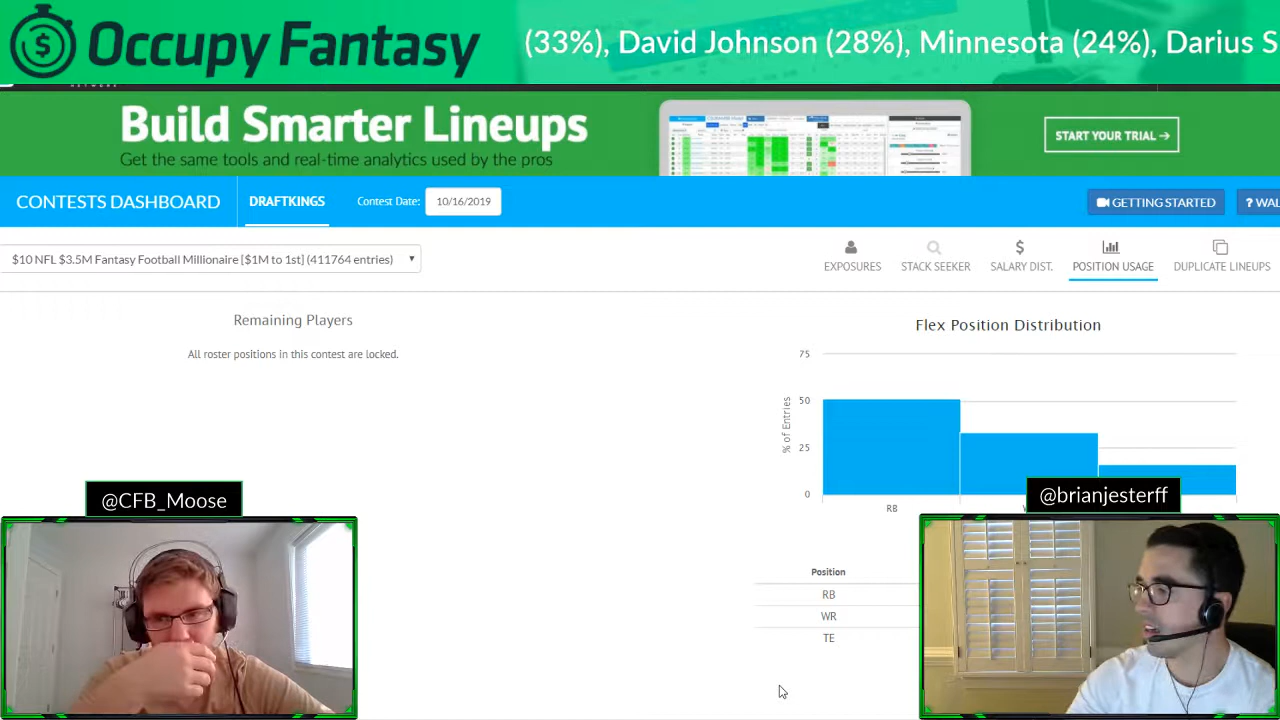 Occupy Fantasy
(33%), David Johnson (28%), Minnesota (24%), Darius S
Build Smarter Lineups
Get the same tools and real-time analytics used by the pros
START YOUR TRIAL →
CONTESTS DASHBOARD
DRAFTKINGS
Contest Date:
10/16/2019
GETTING STARTED
? WAL
$10 NFL $3.5M Fantasy Football Millionaire [$1M to 1st] (411764 entries)
EXPOSURES
STACK SEEKER
SALARY DIST.
POSITION USAGE
DUPLICATE LINEUPS
Remaining Players
All roster positions in this contest are locked.
Flex Position Distribution
75
50
25
0
% of Entries
RB
Position
RB
WR
TE
@CFB_Moose
@brianjesterff